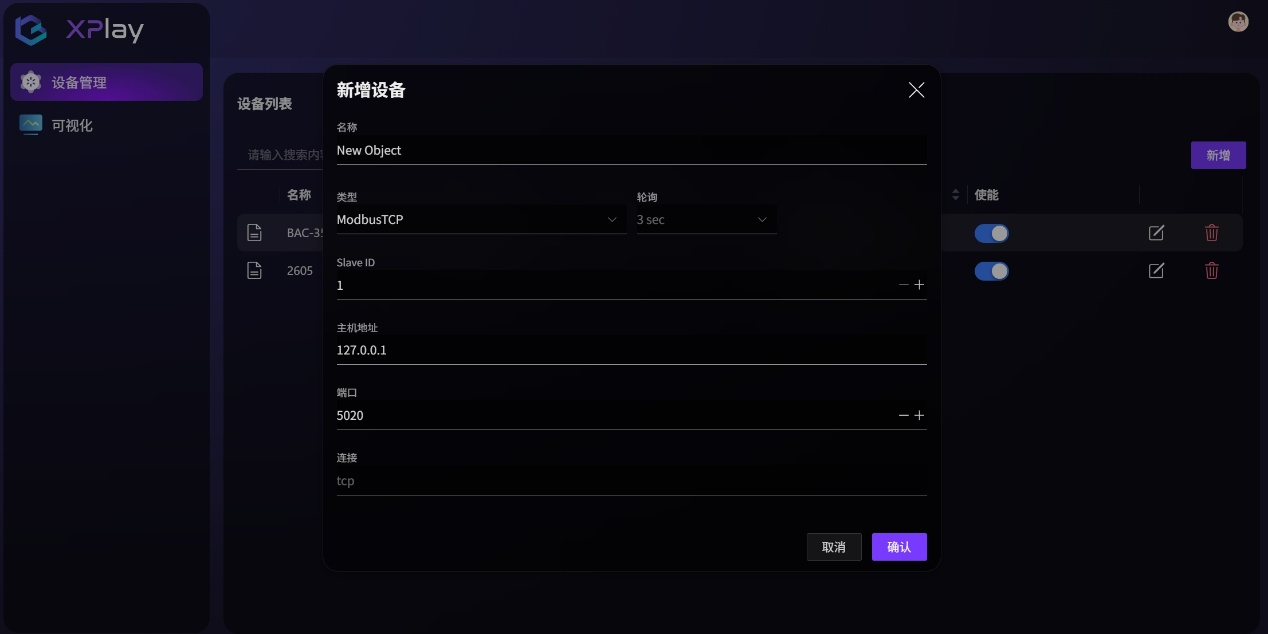 XPlay
设备管理
可视化
设备列表
请输入搜索内容
新增
名称
使能
BAC-35
2605
新增设备
名称
New Object
类型
轮询
ModbusTCP
3 sec
Slave ID
1
主机地址
127.0.0.1
端口
5020
连接
tcp
取消
确认